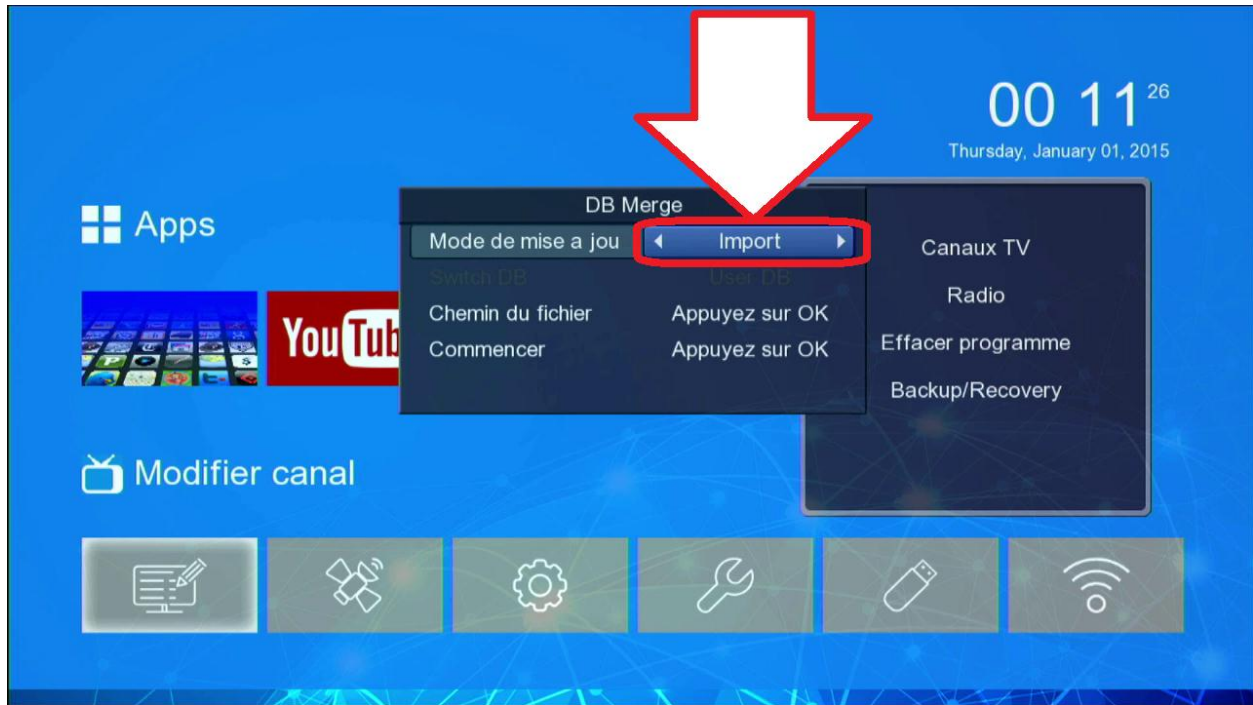 00 11 26
Thursday, January 01, 2015
Apps
YouTub
DB Merge
Mode de mise a jou Import
Switch DB User DB
Chemin du fichier Appuyez sur OK
Commencer Appuyez sur OK
Canaux TV
Radio
Effacer programme
Backup/Recovery
Modifier canal